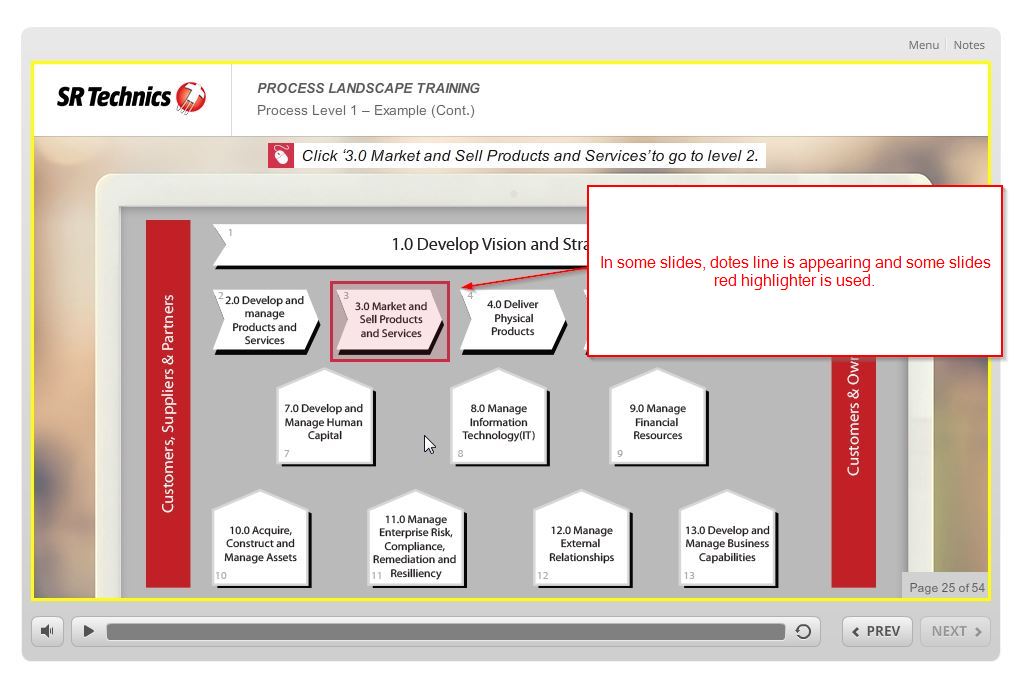 Menu
Notes
SR Technics
PROCESS LANDSCAPE TRAINING
Process Level 1 – Example (Cont.)
Click ‘3.0 Market and Sell Products and Services’ to go to level 2.
Customers, Suppliers & Partners
1
1.0 Develop Vision and
In some slides, dotes line is appearing and some slides
red highlighter is used.
2
2.0 Develop and
manage
Products and
Services
3
3.0 Market and
Sell Products
and Services
4
4.0 Deliver
Physical
Products
Customers &
7.0 Develop and
Manage Human
Capital
7
8.0 Manage
Information
Technology(IT)
8
9.0 Manage
Financial
Resources
9
10.0 Acquire,
Construct and
Manage Assets
10
11.0 Manage
Enterprise Risk,
Compliance,
Remediation and
Resilliency
11
12.0 Manage
External
Relationships
12
13.0 Develop and
Manage Business
Capabilities
13
Page 25 of 54
PREV
NEXT